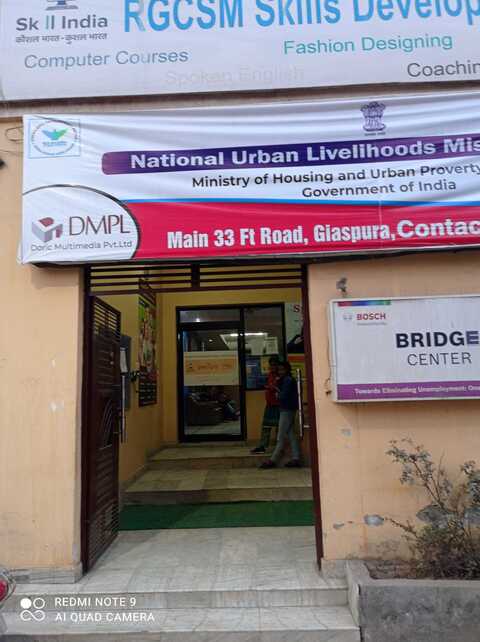 Sk ll India
कौशल भारत-कुशल भारत
RGCSM Skills Develop
Computer Courses
Fashion Designing
Spoken English
Coachin
National Urban Livelihoods Mis
Ministry of Housing and Urban Proverty
Government of India
DMPL
Doric Multimedia Pvt.Ltd
Main 33 Ft Road, Giaspura, Contac
BOSCH
BRIDGE
CENTER
Towards Eliminating Unemployment: One
REDMI NOTE 9
AI QUAD CAMERA